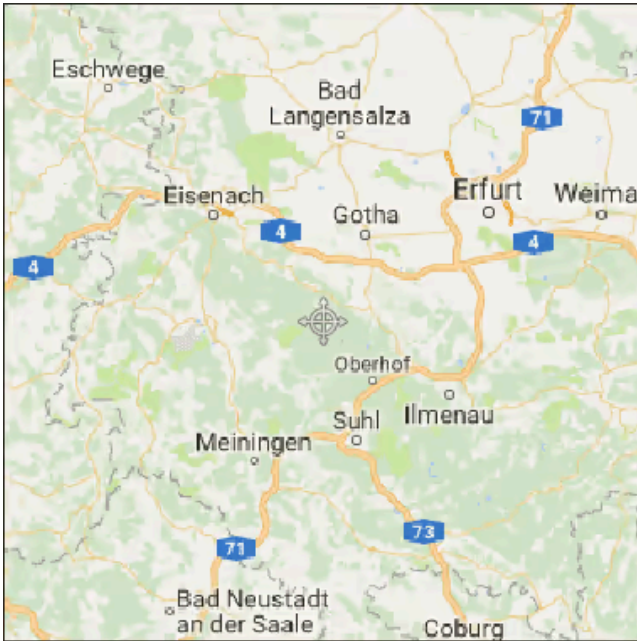 Eschwege
Bad
Langensalza
71
Eisenach
Erfurt
Weima
Gotha
4
4
4
Oberhof
Ilmenau
Suhl
Meiningen
73
71
Bad Neustadt
an der Saale
Coburg